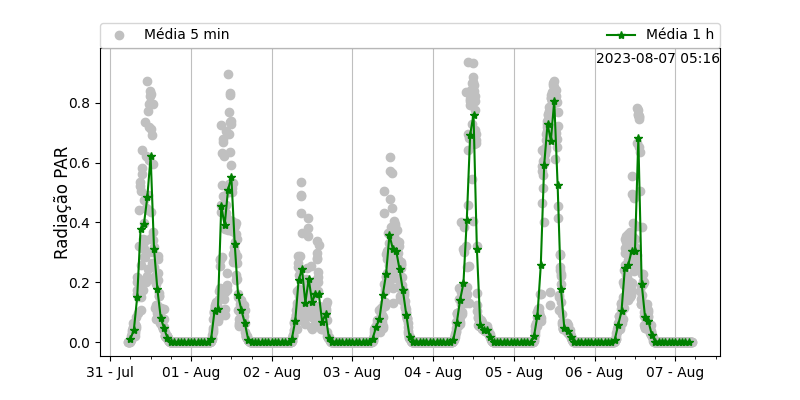 Média 5 min
Média 1 h
2023-08-07 05:16
Radiação PAR
0.8
0.6
0.4
0.2
0.0
31 - Jul
01 - Aug
02 - Aug
03 - Aug
04 - Aug
05 - Aug
06 - Aug
07 - Aug